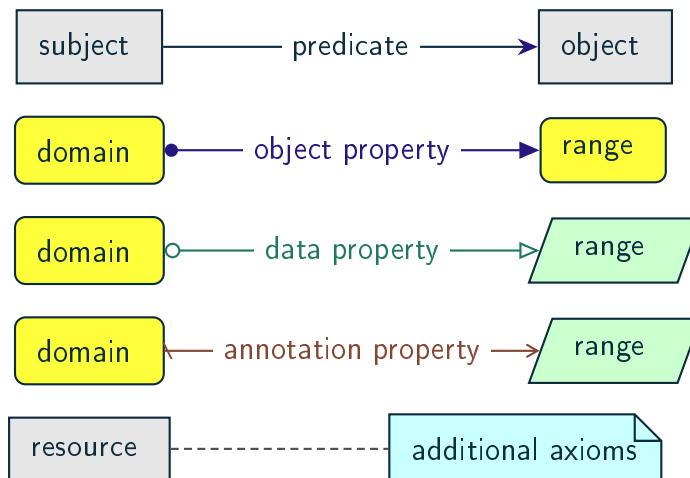 subject predicate object
domain object property range
domain data property range
domain annotation property range
resource additional axioms